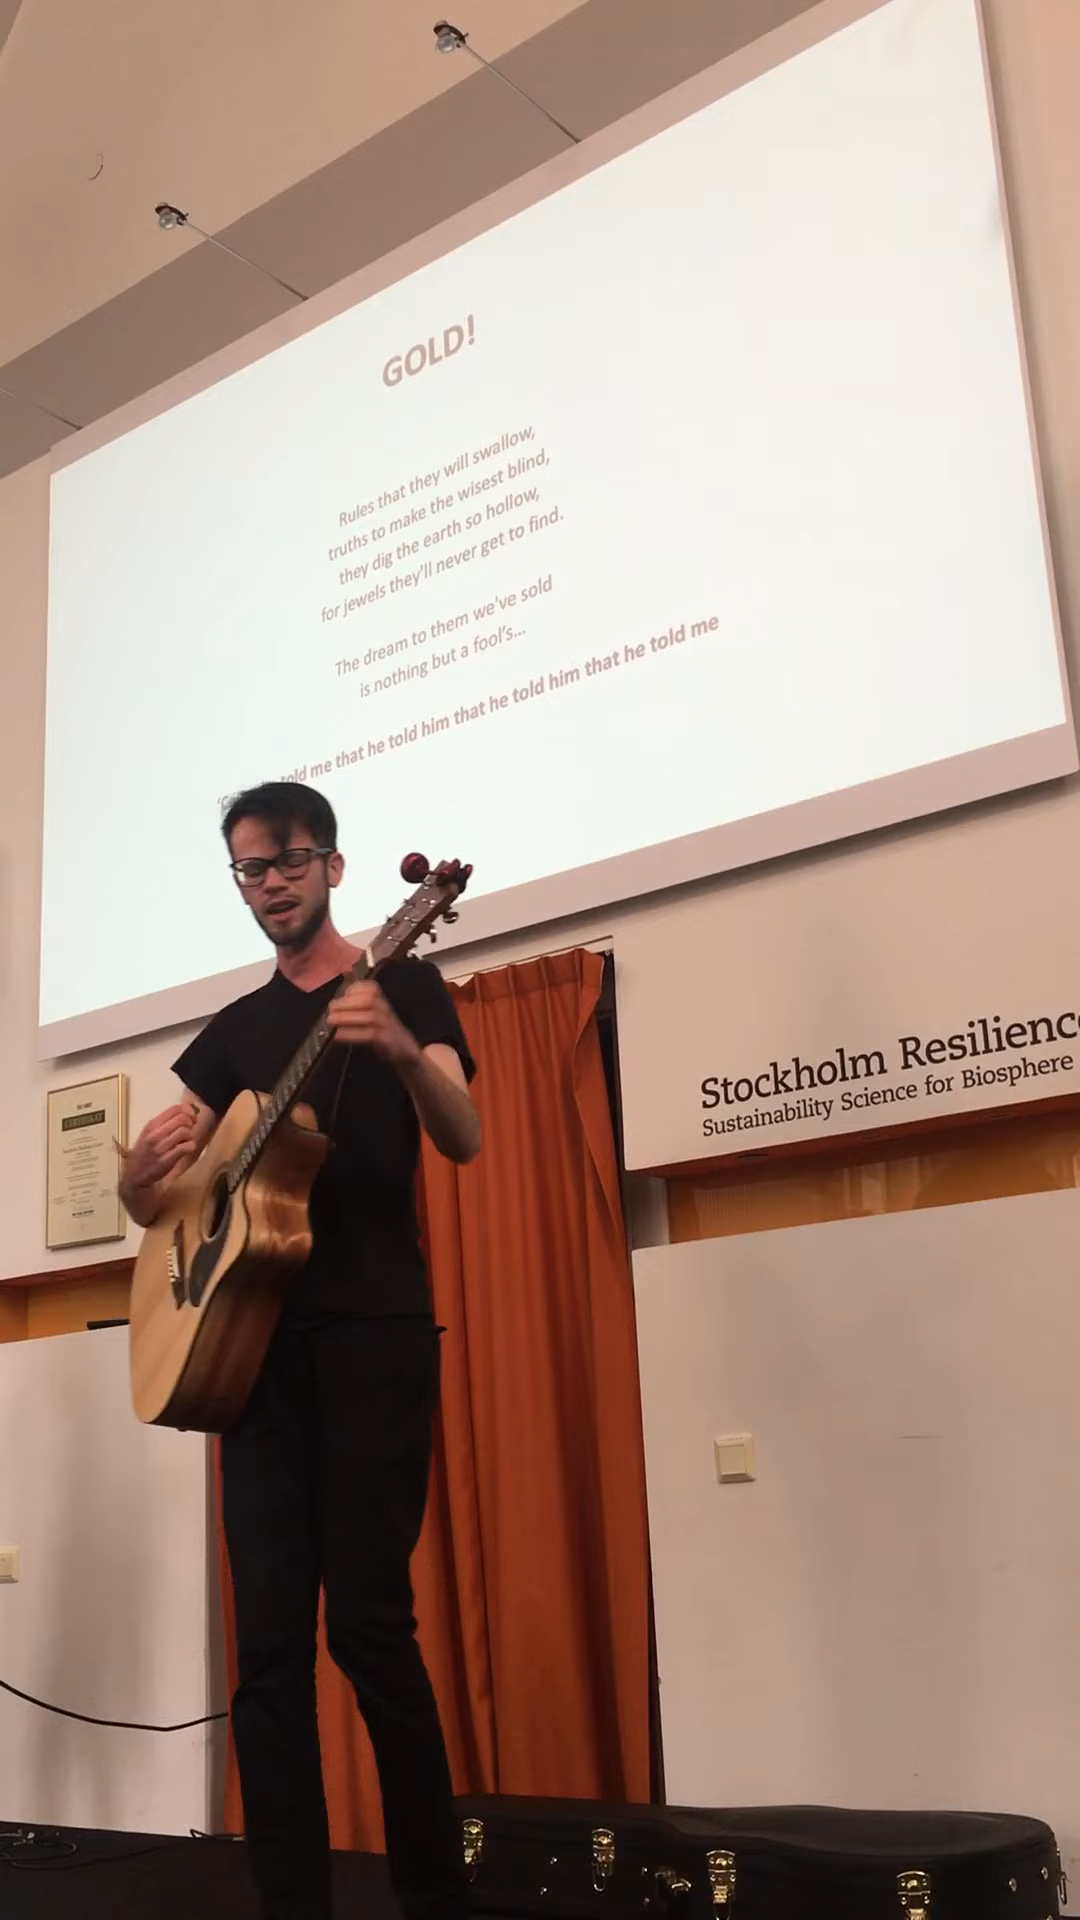 GOLD!
Rules that they will swallow,
truths to make the wisest blind,
they dig the earth so hollow,
for jewels they'll never get to find.
The dream to them we've sold
is nothing but a fool's...
told me that he told him that he told him that he told me
Stockholm Resilience
Sustainability Science for Biosphere
CERTIFIKAT